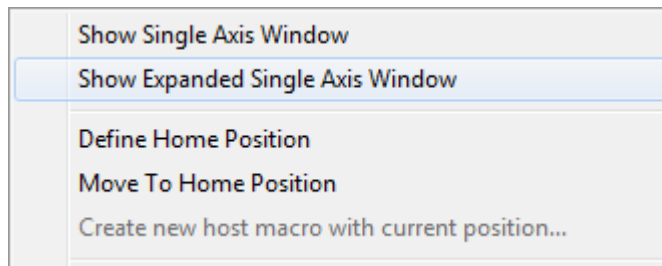 Show Single Axis Window
Show Expanded Single Axis Window
Define Home Position
Move To Home Position
Create new host macro with current position...